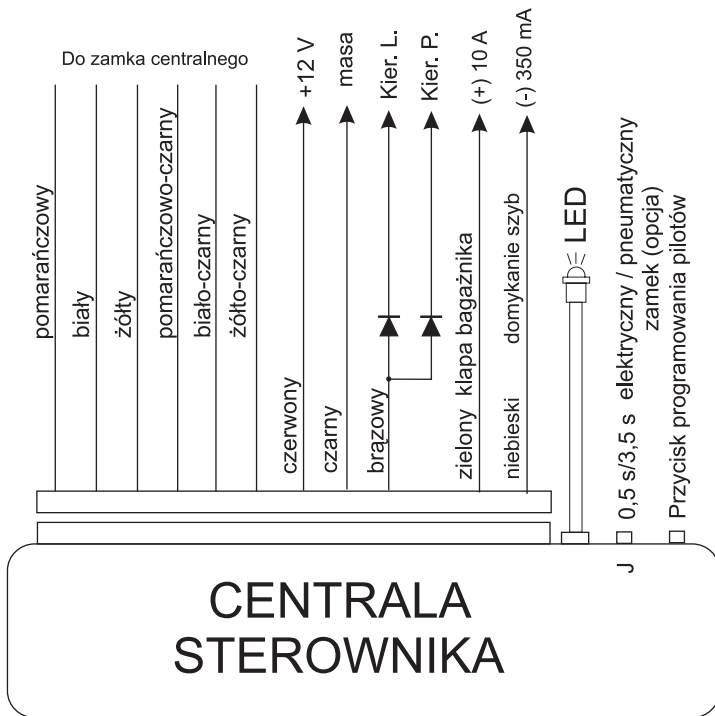 Do zamka centralnego
pomarańczowy
biały
żółty
pomarańczowo-czarny
biało-czarny
żółto-czarny
czerwony
+12 V
czarny
masa
brązowy
Kier. L.
Kier. P.
zielony klapa bagażnika
(+) 10 A
niebieski domykanie szyb
(-) 350 mA
LED
0,5 s/3,5 s elektryczny / pneumatyczny
zamek (opcja)
Przycisk programowania pilotów
J
CENTRALA
STEROWNIKA